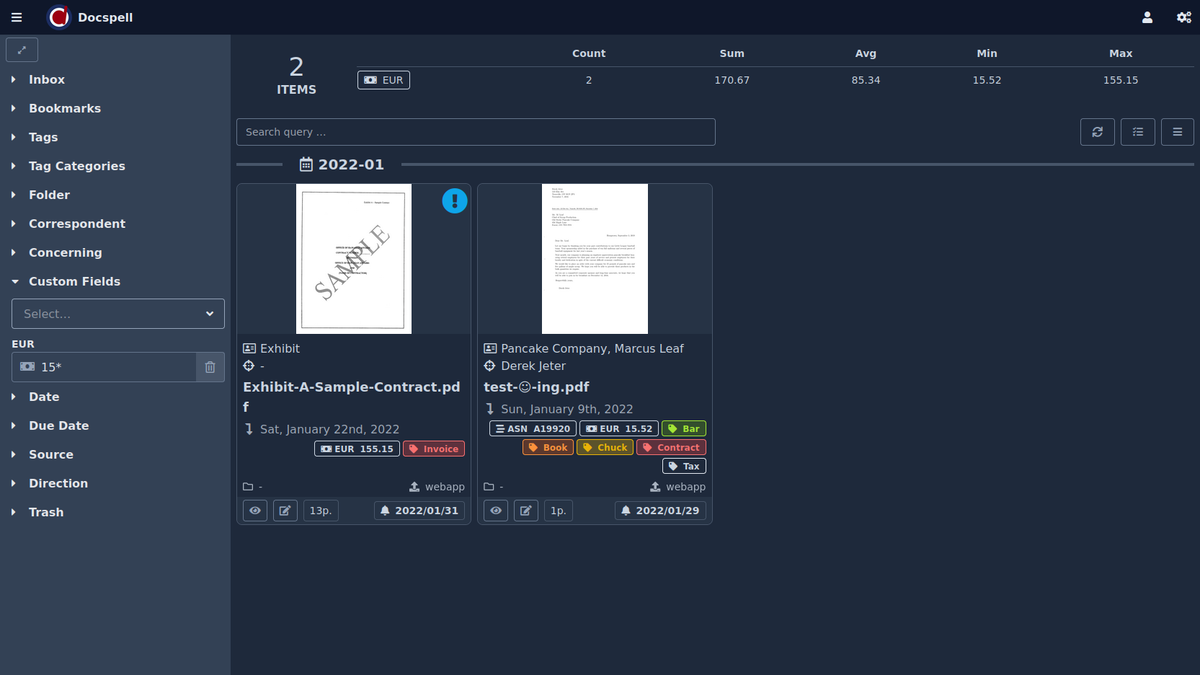 Docspell
Inbox
Bookmarks
Tags
Tag Categories
Folder
Correspondent
Concerning
Custom Fields
Select...
EUR
15*
Date
Due Date
Source
Direction
Trash
2
ITEMS
Count Sum Avg Min Max
EUR 2 170.67 85.34 15.52 155.15
Search query …
2022-01
SAMPLE
Exhibit
-
Exhibit-A-Sample-Contract.pd
f
Sat, January 22nd, 2022
EUR 155.15 Invoice
- webapp
13p. 2022/01/31
Pancake Company, Marcus Leaf
Derek Jeter
test-☺-ing.pdf
Sun, January 9th, 2022
ASN A19920 EUR 15.52 Bar
Book Chuck Contract
Tax
- webapp
1p. 2022/01/29